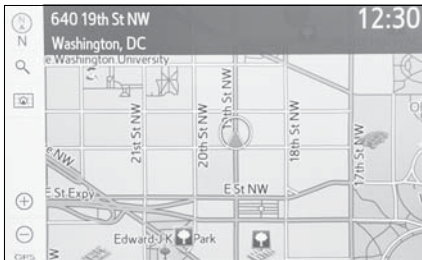 640 19th St NW
12:30
Washington, DC
N
e Washington University
21st St NW
20th St NW
19th St NW
18th St NW
17th St NW
e NW
E St Expy
E St NW
Edward J K Park
GPS